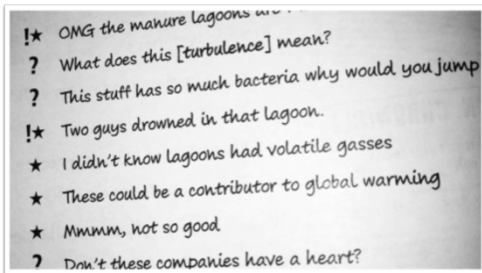 !★ OMG the manure lagoons
? What does this [turbulence] mean?
? This stuff has so much bacteria why would you jump
!★ Two guys drowned in that lagoon.
★ I didn't know lagoons had volatile gasses
★ These could be a contributor to global warming
★ Mmmm, not so good
? Don't these companies have a heart?